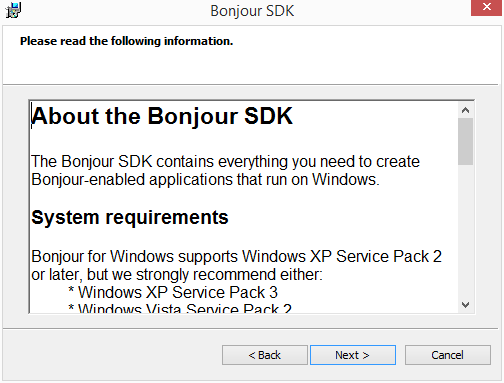 Bonjour SDK
Please read the following information.
About the Bonjour SDK
The Bonjour SDK contains everything you need to create
Bonjour-enabled applications that run on Windows.
System requirements
Bonjour for Windows supports Windows XP Service Pack 2
or later, but we strongly recommend either:
* Windows XP Service Pack 3
* Windows Vista Service Pack 2
< Back
Next >
Cancel